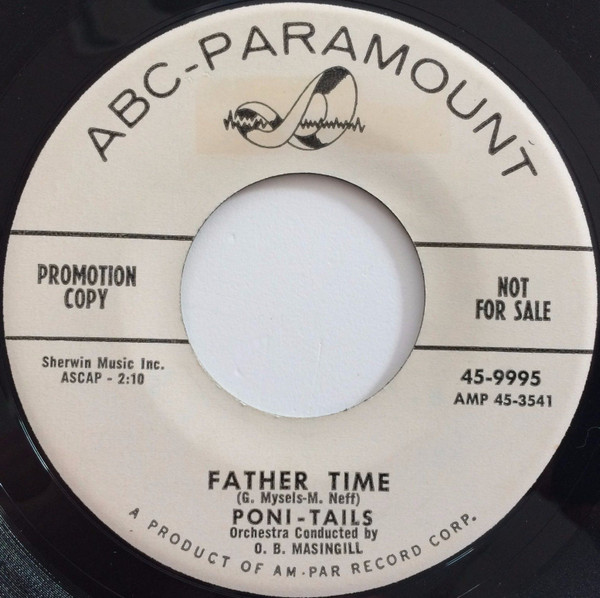 ABC-PARAMOUNT
PROMOTION
COPY
NOT
FOR SALE
Sherwin Music Inc.
ASCAP - 2:10
45-9995
AMP 45-3541
FATHER TIME
(G. Mysels-M. Neff)
PONI-TAILS
Orchestra Conducted by
O. B. MASINGILL
A PRODUCT OF AM-PAR RECORD CORP.